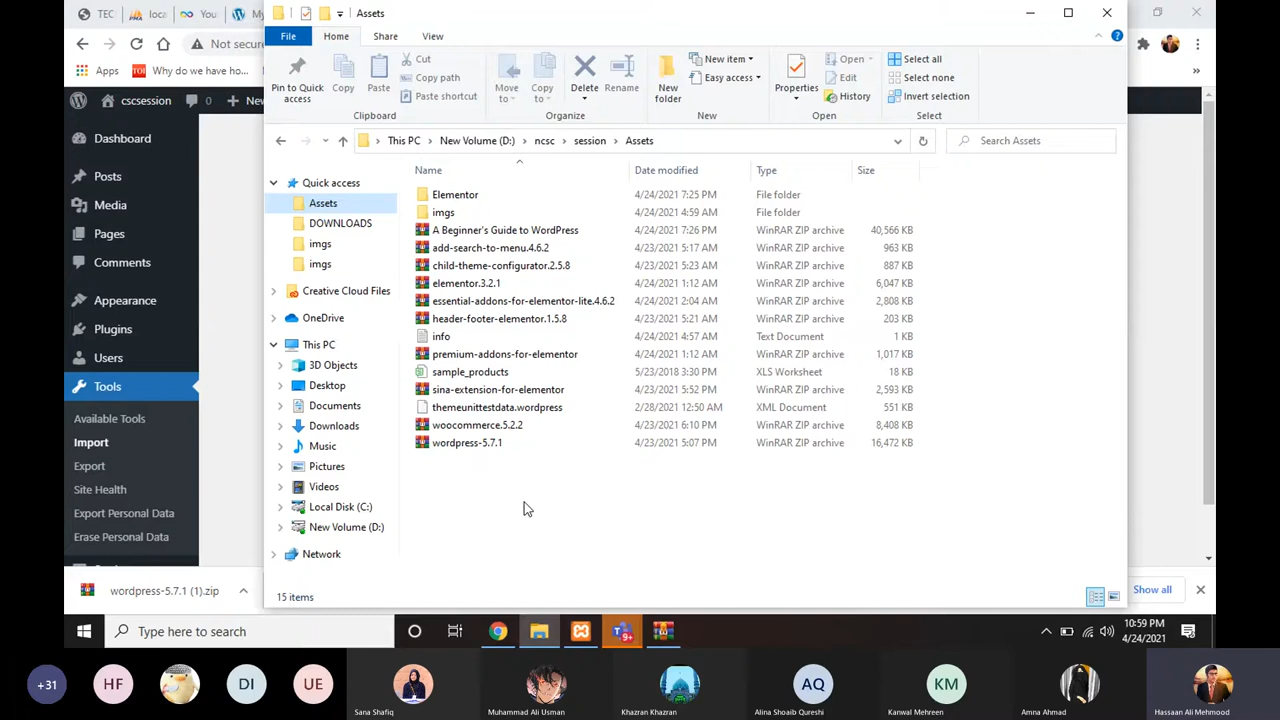 TEC
loca
You
My
Assets
Not secure
File
Home
Share
View
Apps
Why do we have ho...
Pin to Quick access
Copy
Paste
Cut
Copy path
Paste shortcut
Move to
Copy to
Delete
Rename
New folder
New item
Easy access
Properties
Open
Edit
History
Select all
Select none
Invert selection
Clipboard
Organize
New
Open
Select
cscsession
0
New
This PC
New Volume (D:)
ncsc
session
Assets
Search Assets
Dashboard
Posts
Media
Pages
Comments
Appearance
Plugins
Users
Tools
Available Tools
Import
Export
Site Health
Export Personal Data
Erase Personal Data
Quick access
Assets
DOWNLOADS
imgs
imgs
Creative Cloud Files
OneDrive
This PC
3D Objects
Desktop
Documents
Downloads
Music
Pictures
Videos
Local Disk (C:)
New Volume (D:)
Network
Name Date modified Type Size
Elementor 4/24/2021 7:25 PM File folder
imgs 4/24/2021 4:59 AM File folder
A Beginner's Guide to WordPress 4/24/2021 7:26 PM WinRAR ZIP archive 40,566 KB
add-search-to-menu.4.6.2 4/23/2021 5:17 AM WinRAR ZIP archive 963 KB
child-theme-configurator.2.5.8 4/23/2021 5:23 AM WinRAR ZIP archive 887 KB
elementor.3.2.1 4/24/2021 1:12 AM WinRAR ZIP archive 6,047 KB
essential-addons-for-elementor-lite.4.6.2 4/24/2021 2:04 AM WinRAR ZIP archive 2,808 KB
header-footer-elementor.1.5.8 4/23/2021 5:21 AM WinRAR ZIP archive 203 KB
info 4/24/2021 4:57 AM Text Document 1 KB
premium-addons-for-elementor 4/24/2021 1:12 AM WinRAR ZIP archive 1,017 KB
sample_products 5/23/2018 3:30 PM XLS Worksheet 18 KB
sina-extension-for-elementor 4/23/2021 5:52 PM WinRAR ZIP archive 2,593 KB
themeunittestdata.wordpress 2/28/2021 12:50 AM XML Document 551 KB
woocommerce.5.2.2 4/23/2021 6:10 PM WinRAR ZIP archive 8,408 KB
wordpress-5.7.1 4/23/2021 5:07 PM WinRAR ZIP archive 16,472 KB
15 items
wordpress-5.7.1 (1).zip
Show all
Type here to search
9+
10:59 PM
4/24/2021
+31
HF
DI
UE
AQ
KM
Sana Shafiq
Muhammad Ali Usman
Khazran Khazran
Alina Shoaib Qureshi
Kanwal Mehreen
Amna Ahmad
Hassaan Ali Mehmood